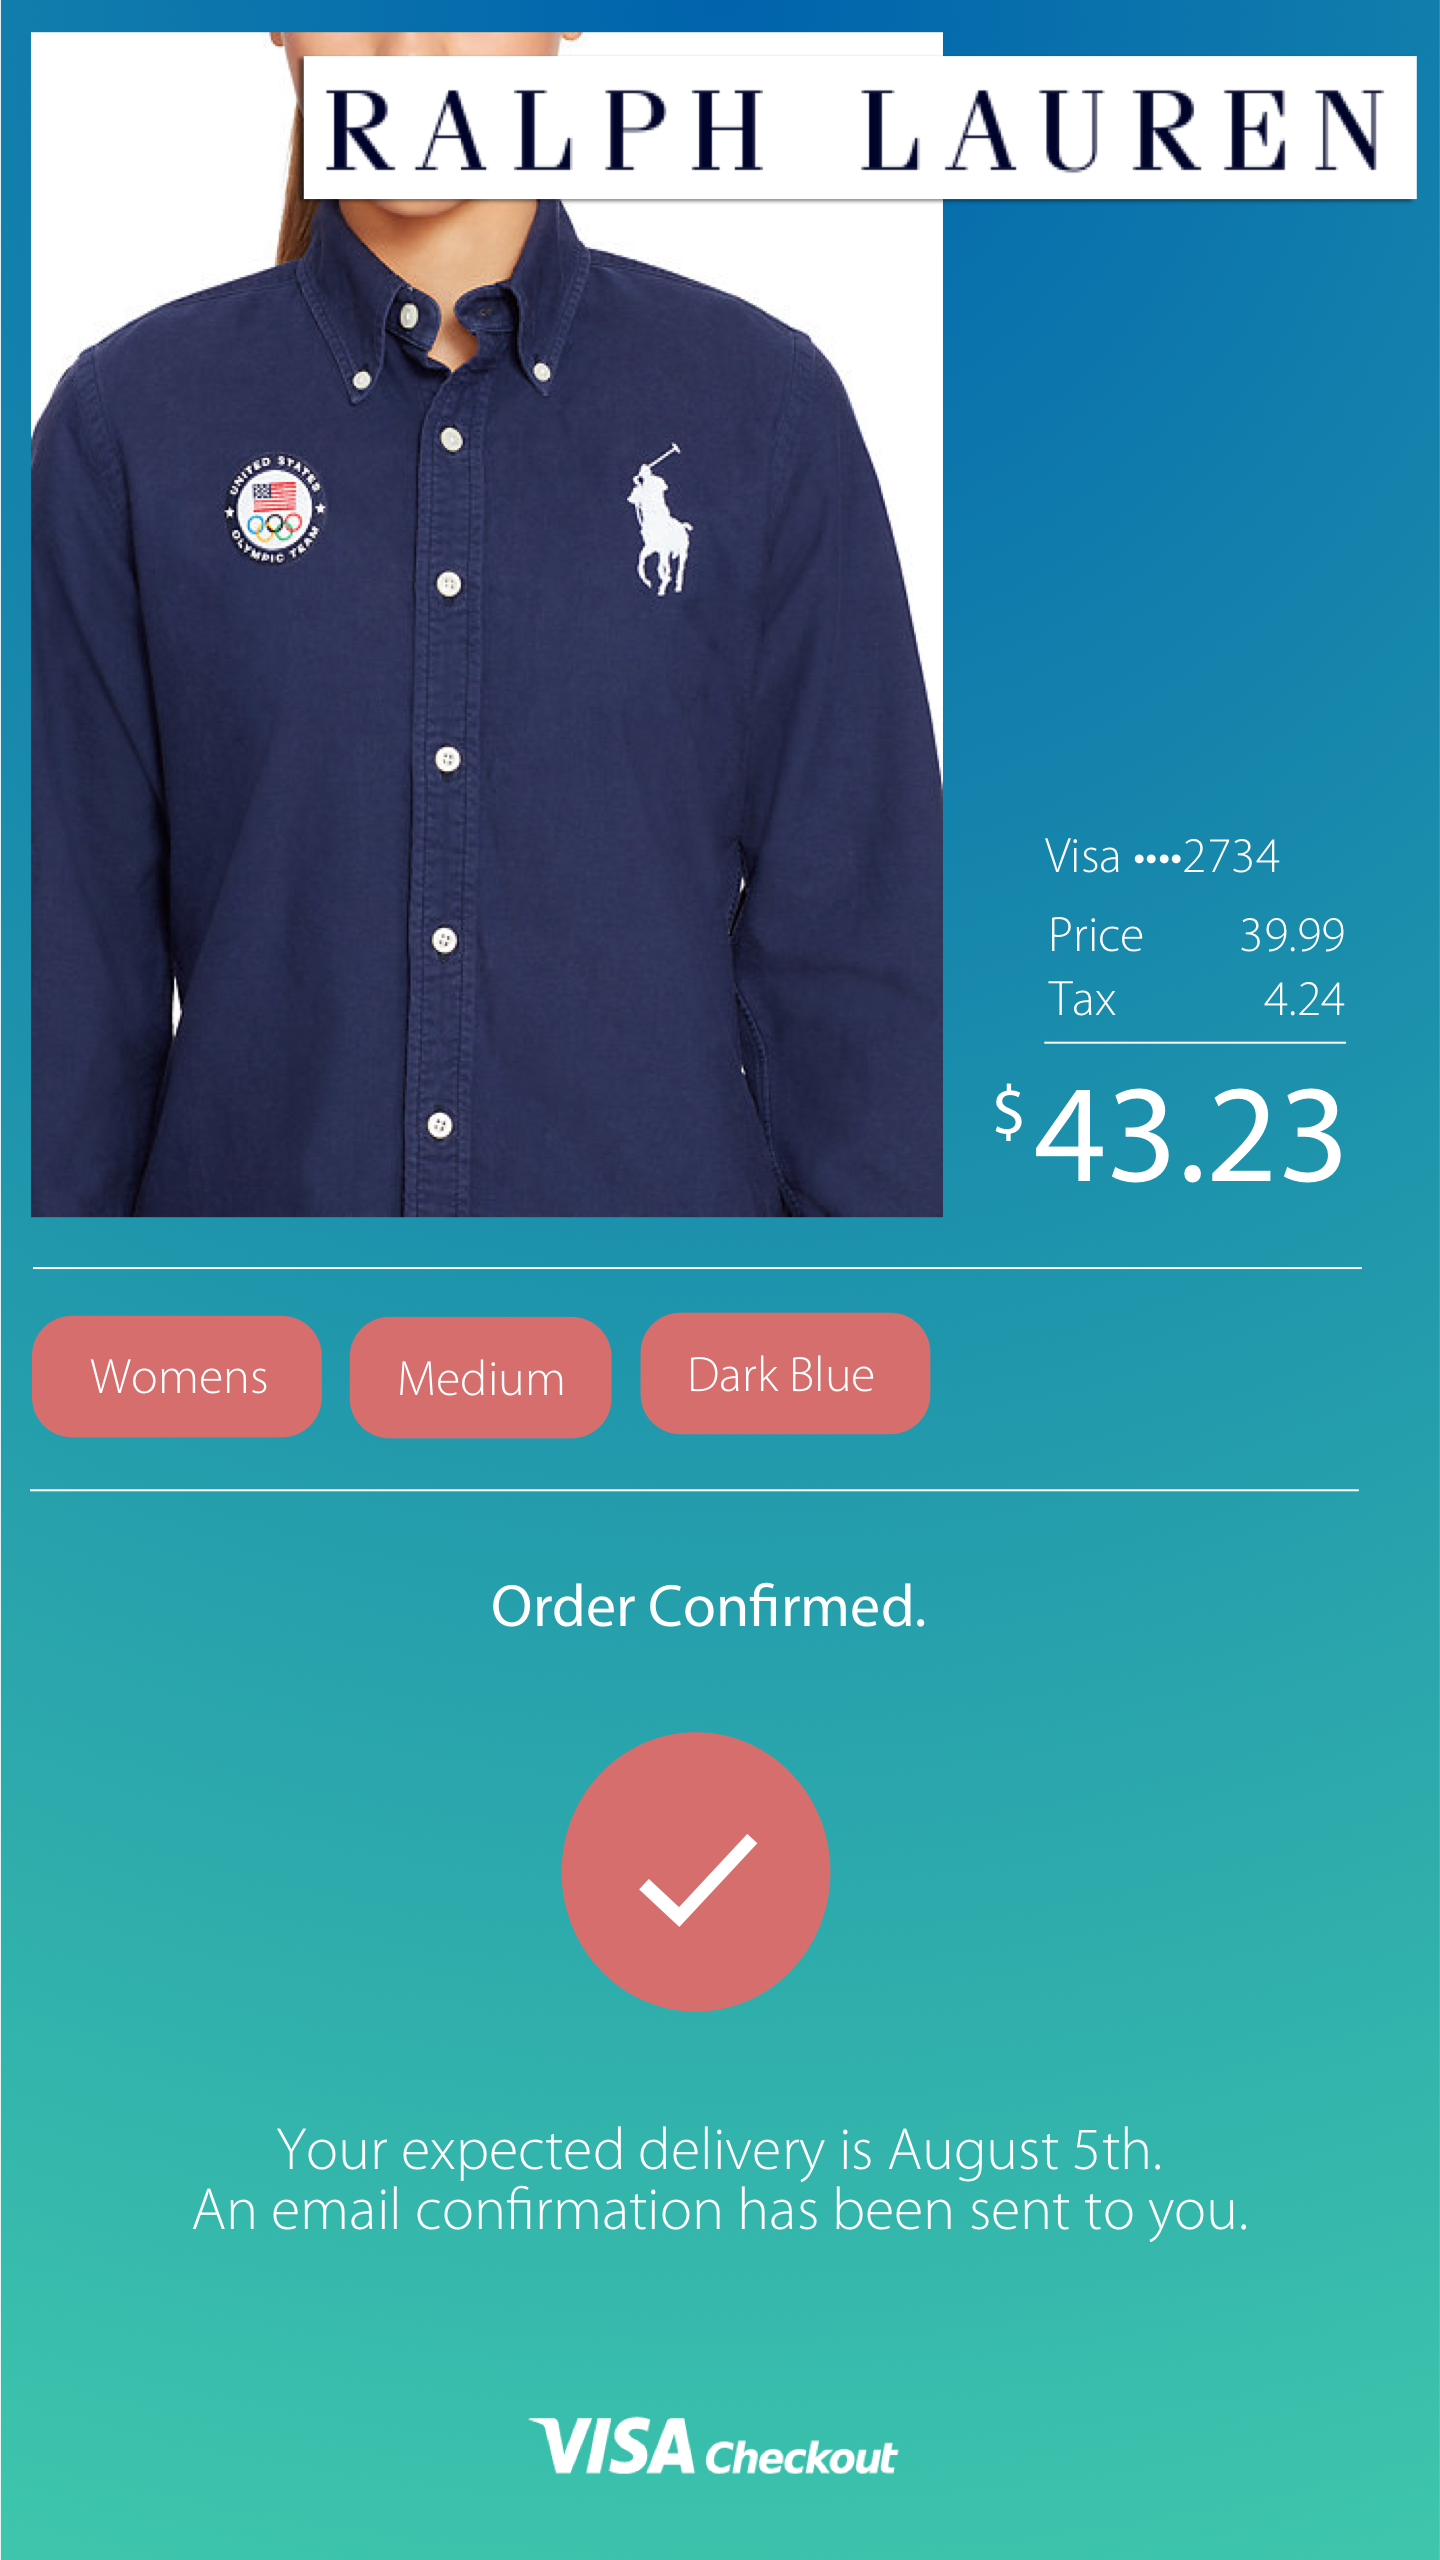 RALPH LAUREN
UNITED STATES
OLYMPIC TEAM
Visa ••••2734
Price 39.99
Tax 4.24
$43.23
Womens Medium Dark Blue
Order Confirmed.
Your expected delivery is August 5th.
An email confirmation has been sent to you.
VISA Checkout